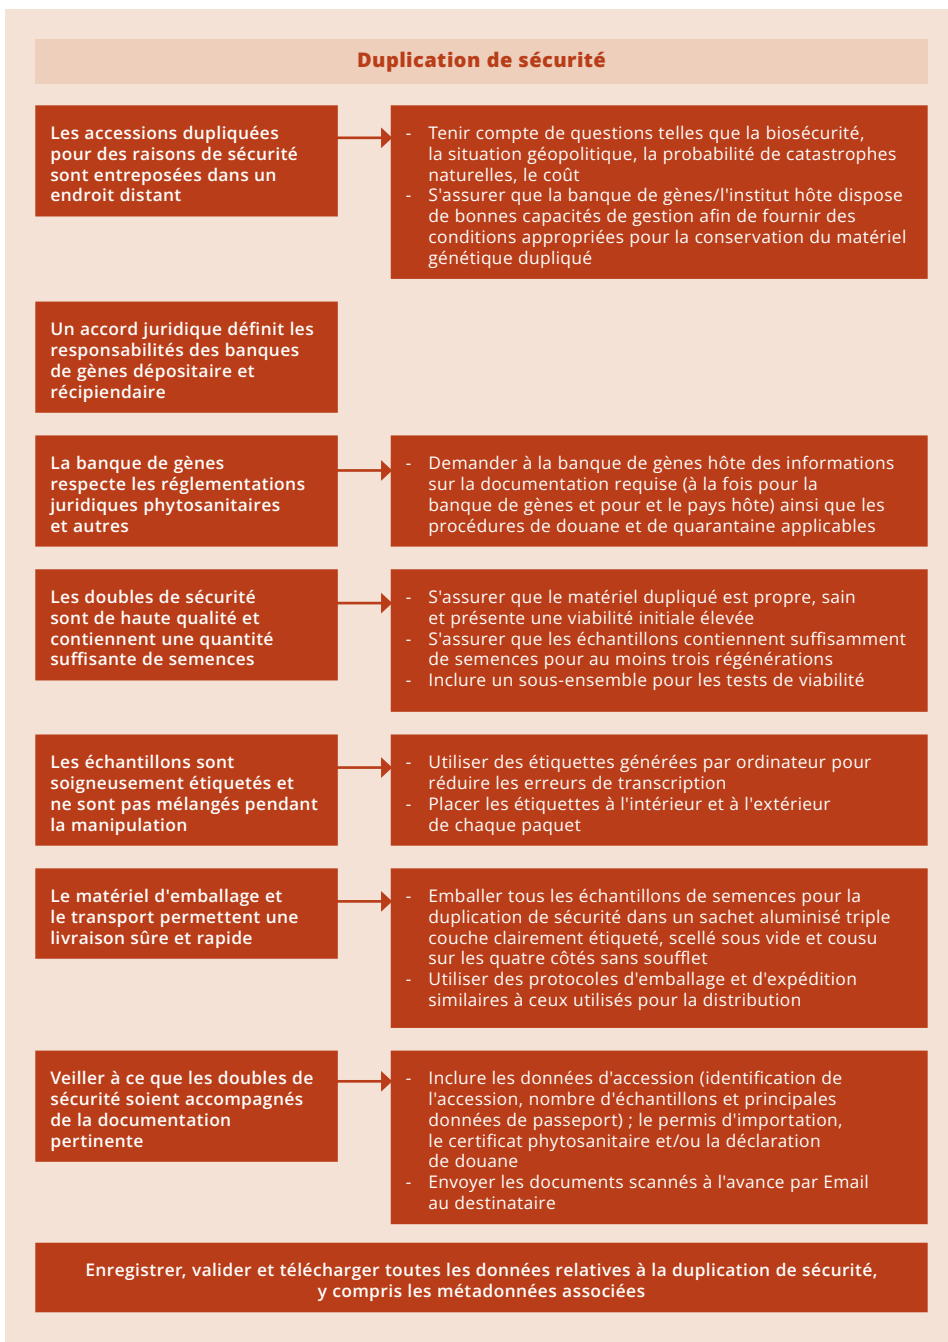 Duplication de sécurité
Les accessions dupliquées
pour des raisons de sécurité
sont entreposées dans un
endroit distant
- Tenir compte de questions telles que la biosécurité,
la situation géopolitique, la probabilité de catastrophes
naturelles, le coût
- S'assurer que la banque de gènes/l'institut hôte dispose
de bonnes capacités de gestion afin de fournir des
conditions appropriées pour la conservation du matériel
génétique dupliqué
Un accord juridique définit les
responsabilités des banques
de gènes dépositaire et
récipiendaire
La banque de gènes
respecte les réglementations
juridiques phytosanitaires
et autres
- Demander à la banque de gènes hôte des informations
sur la documentation requise (à la fois pour la
banque de gènes et pour et le pays hôte) ainsi que les
procédures de douane et de quarantaine applicables
Les doubles de sécurité
sont de haute qualité et
contiennent une quantité
suffisante de semences
- S'assurer que le matériel dupliqué est propre, sain
et présente une viabilité initiale élevée
- S'assurer que les échantillons contiennent suffisamment
de semences pour au moins trois régénérations
- Inclure un sous-ensemble pour les tests de viabilité
Les échantillons sont
soigneusement étiquetés et
ne sont pas mélangés pendant
la manipulation
- Utiliser des étiquettes générées par ordinateur pour
réduire les erreurs de transcription
- Placer les étiquettes à l'intérieur et à l'extérieur
de chaque paquet
Le matériel d'emballage et
le transport permettent une
livraison sûre et rapide
- Emballer tous les échantillons de semences pour la
duplication de sécurité dans un sachet aluminisé triple
couche clairement étiqueté, scellé sous vide et cousu
sur les quatre côtés sans soufflet
- Utiliser des protocoles d'emballage et d'expédition
similaires à ceux utilisés pour la distribution
Veiller à ce que les doubles de
sécurité soient accompagnés
de la documentation
pertinente
- Inclure les données d'accession (identification de
l'accession, nombre d'échantillons et principales
données de passeport) ; le permis d'importation,
le certificat phytosanitaire et/ou la déclaration
de douane
- Envoyer les documents scannés à l'avance par Email
au destinataire
Enregistrer, valider et télécharger toutes les données relatives à la duplication de sécurité,
y compris les métadonnées associées